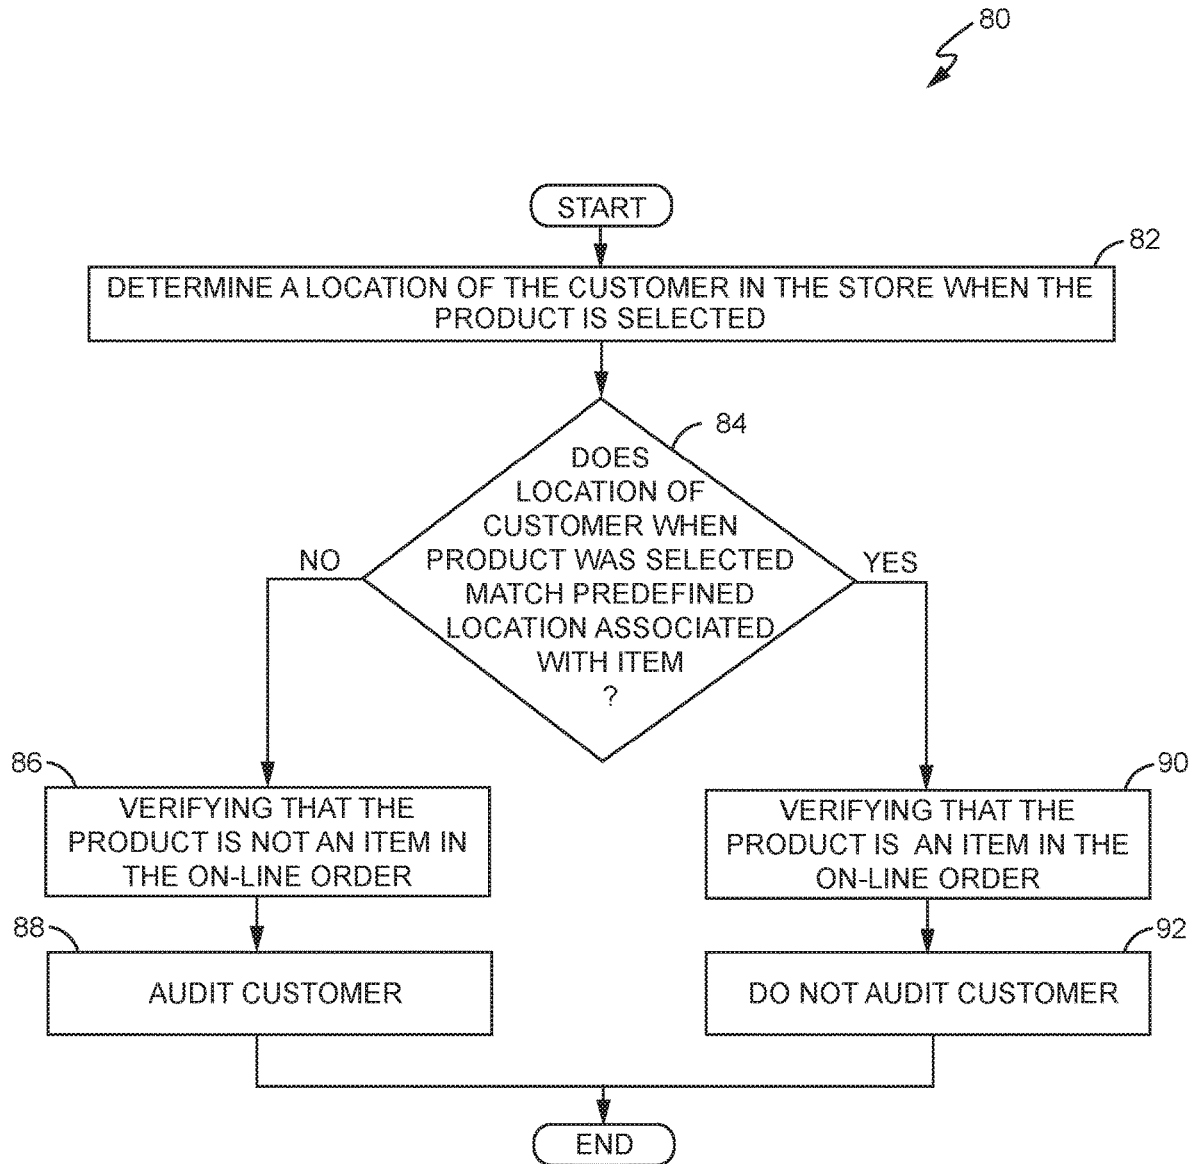 80
START
82
DETERMINE A LOCATION OF THE CUSTOMER IN THE STORE WHEN THE
PRODUCT IS SELECTED
84
DOES
LOCATION OF
CUSTOMER WHEN
PRODUCT WAS SELECTED
MATCH PREDEFINED
LOCATION ASSOCIATED
WITH ITEM
?
NO
YES
86
VERIFYING THAT THE
PRODUCT IS NOT AN ITEM IN
THE ON-LINE ORDER
90
VERIFYING THAT THE
PRODUCT IS AN ITEM IN THE
ON-LINE ORDER
88
AUDIT CUSTOMER
92
DO NOT AUDIT CUSTOMER
END